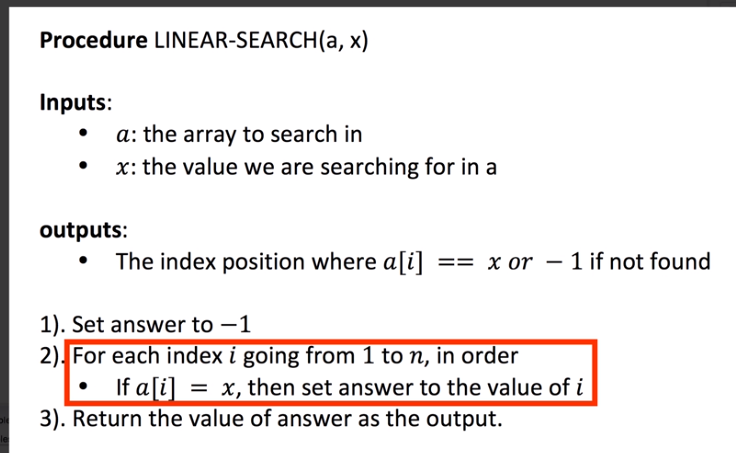 Procedure LINEAR-SEARCH(a, x)
Inputs:
• a: the array to search in
• x: the value we are searching for in a
outputs:
• The index position where a[i] == x or − 1 if not found
1). Set answer to −1
2). For each index i going from 1 to n, in order
• If a[i] = x, then set answer to the value of i
3). Return the value of answer as the output.